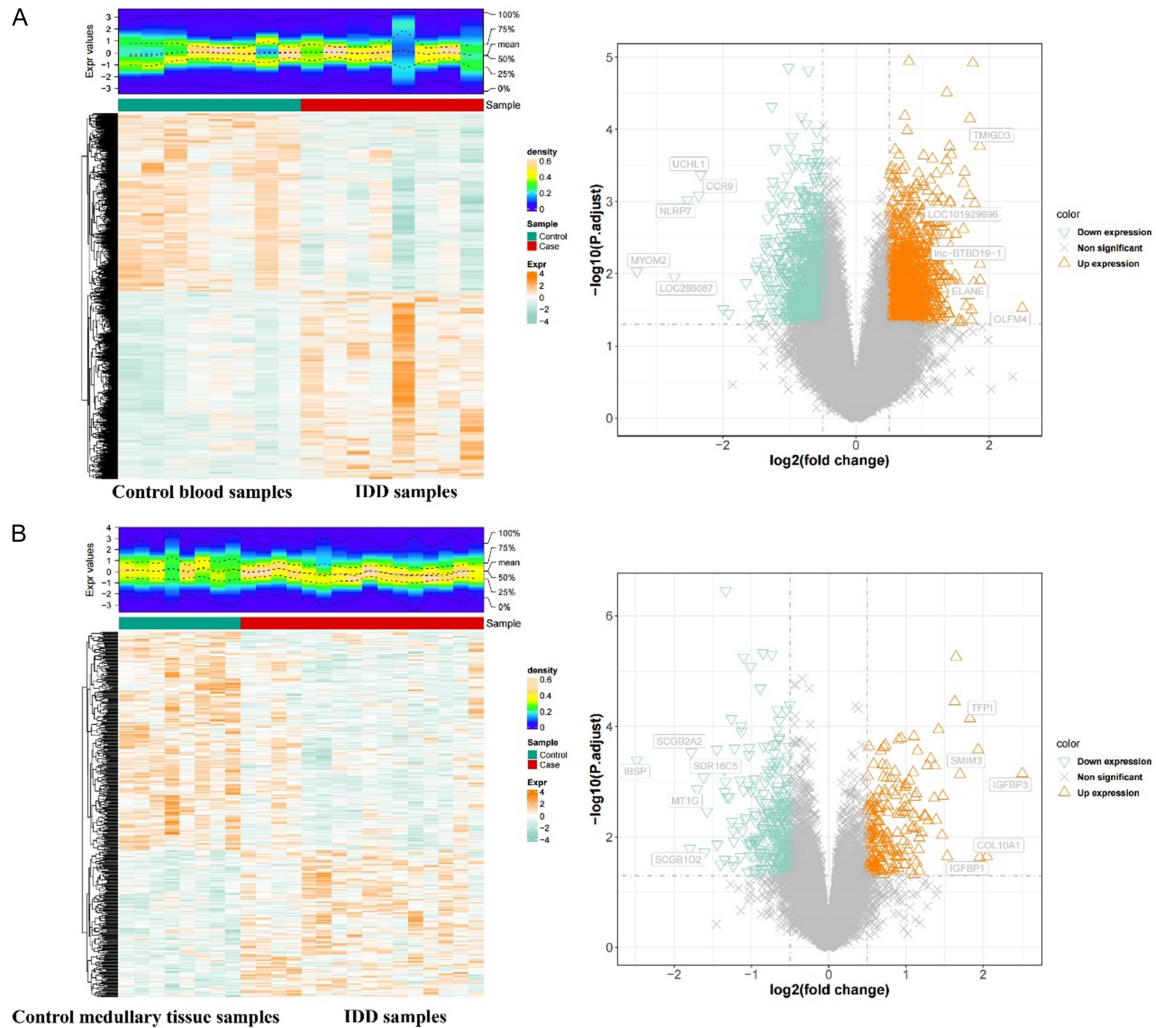 A
Expr values
3
2
1
0
−1
−2
−3
100%
75%
mean
50%
25%
0%
Sample
density
0.6
0.4
0.2
0
Sample
Control
Case
Expr
4
2
0
−2
−4
Control blood samples
IDD samples
−log10(P.adjust)
5
4
3
2
1
0
UCHL1
CCR9
NLRP7
MYOM2
LOC286087
TMIGD3
LOC101929696
lnc−BTBD19−1
ELANE
OLFM4
−2
0
2
log2(fold change)
color
Down expression
Non significant
Up expression
B
Expr values
4
3
2
1
0
−1
−2
−3
100%
75%
mean
50%
25%
0%
Sample
density
0.6
0.4
0.2
0
Sample
Control
Case
Expr
4
2
0
−2
−4
Control medullary tissue samples
IDD samples
−log10(P.adjust)
6
4
2
0
SCGB2A2
IBSP
SDR16C5
MT1G
SCGB1D2
TFPI
SMIM3
IGFBP3
COL10A1
IGFBP1
−2
−1
0
1
2
log2(fold change)
color
Down expression
Non significant
Up expression